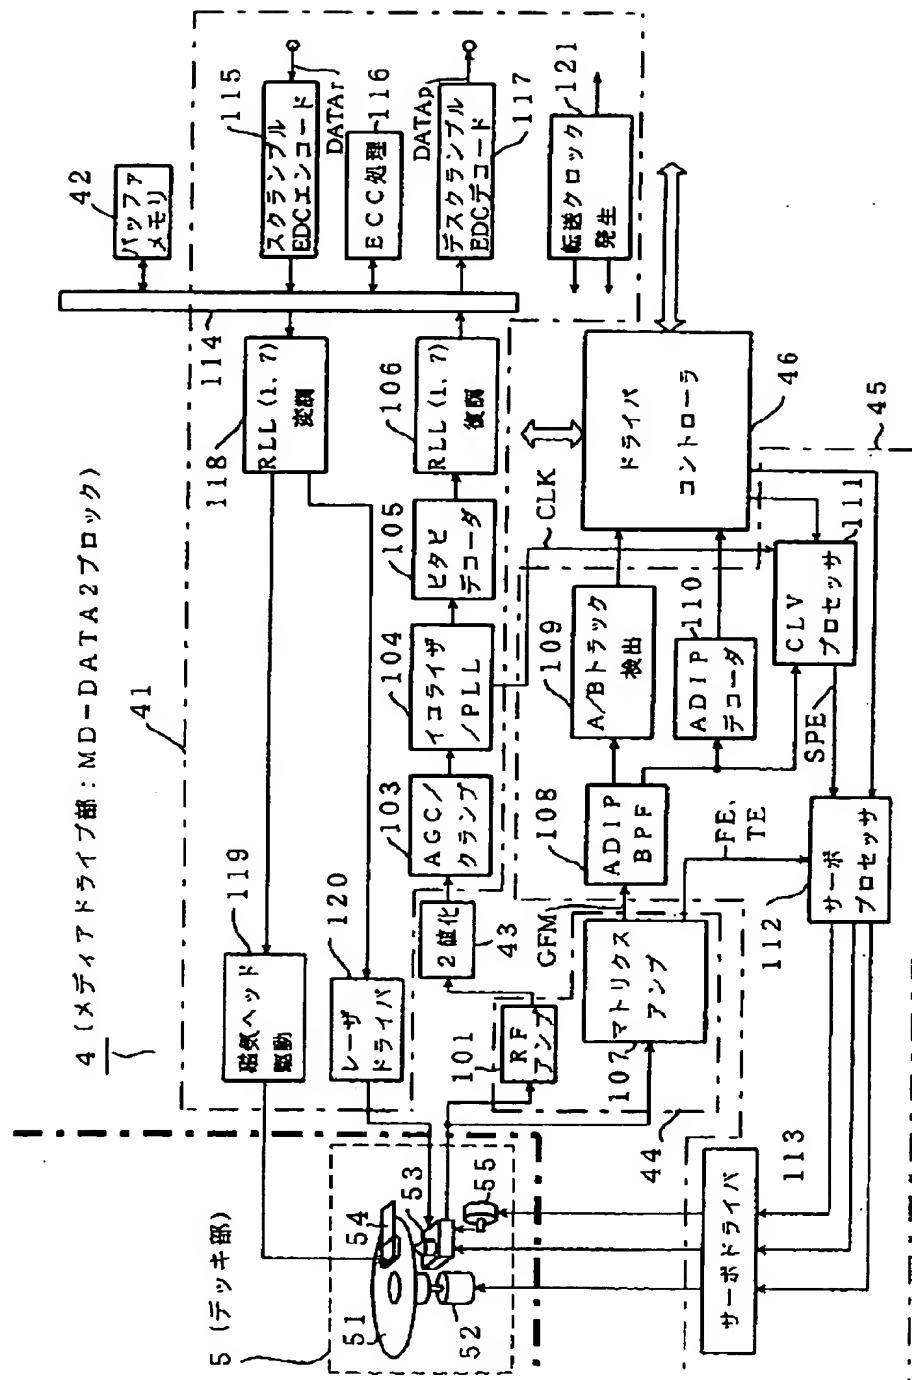 4 (メディアドライブ部:MD-DATA2ブロック)
5 (デッキ部)
41
42
バッファ
メモリ
114
118
RLL (1, 7)
変調
115
スクランブル
EDCエンコード
DATAr
ECC処理
116
デスクランブル
EDCデコード
117
DATAp
転送クロック
発生
121
119
磁気ヘッド
駆動
120
レーザ
ドライバ
101
RF
アンプ
2値化
43
103
AGC/
クランプ
104
イコライザ
/PLL
105
ビタビ
デコーダ
106
RLL (1, 7)
復調
CLK
51
54
53
52
55
44
107
マトリクス
アンプ
GFM
108
ADIP
BPF
109
A/Bトラック
検出
ADIP
デコーダ
110
ドライバ
コントローラ
46
45
CLV
プロセッサ
111
SPE
FE、
TE
112
サーボ
プロセッサ
113
サーボドライバ